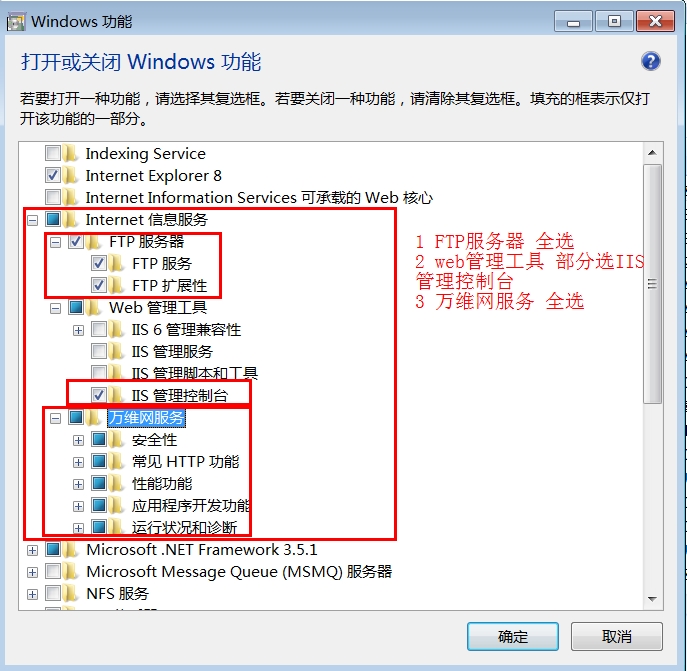 Windows 功能
打开或关闭 Windows 功能
若要打开一种功能，请选择其复选框。若要关闭一种功能，请清除其复选框。填充的框表示仅打
开该功能的一部分。
Indexing Service
Internet Explorer 8
Internet Information Services 可承载的 Web 核心
Internet 信息服务
FTP 服务器
FTP 服务
FTP 扩展性
Web 管理工具
IIS 6 管理兼容性
IIS 管理服务
IIS 管理脚本和工具
IIS 管理控制台
万维网服务
安全性
常见 HTTP 功能
性能功能
应用程序开发功能
运行状况和诊断
Microsoft .NET Framework 3.5.1
Microsoft Message Queue (MSMQ) 服务器
NFS 服务
1 FTP服务器 全选
2 web管理工具 部分选IIS
管理控制台
3 万维网服务 全选
确定
取消